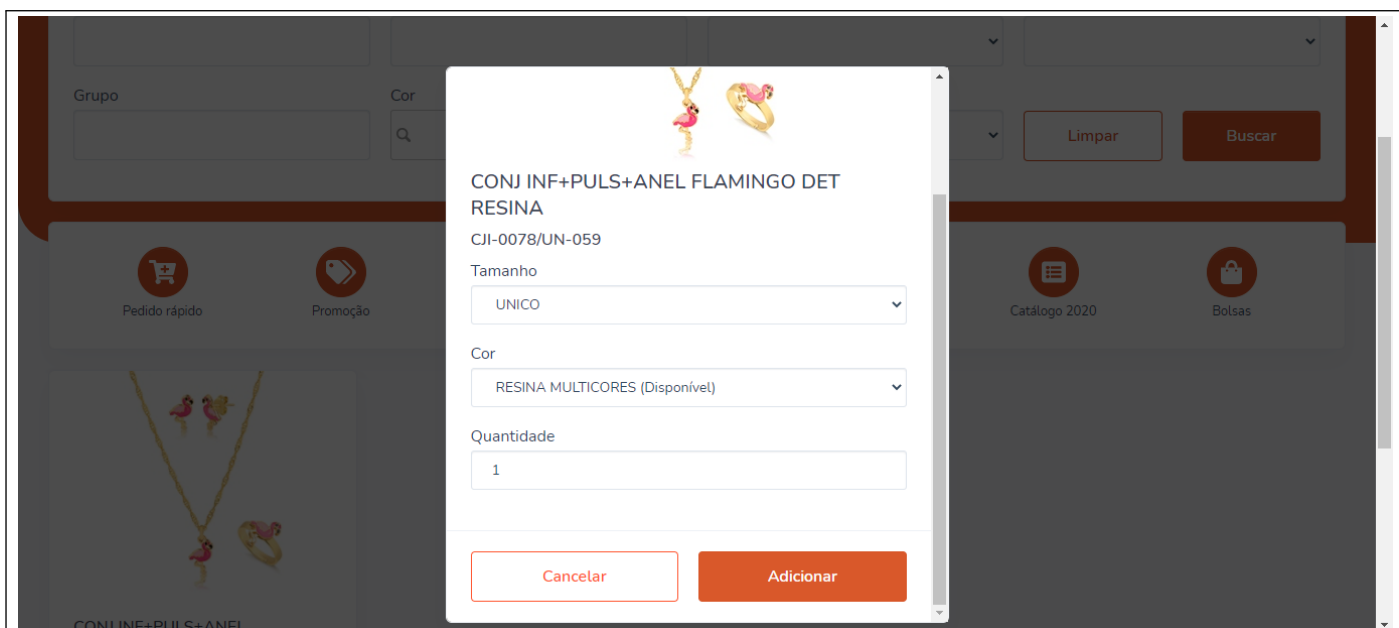 Grupo
Cor
Limpar
Buscar
CONJ INF+PULS+ANEL FLAMINGO DET
RESINA
CJI-0078/UN-059
Tamanho
UNICO
Cor
RESINA MULTICORES (Disponível)
Quantidade
1
Cancelar
Adicionar
Pedido rápido
Promoção
Catálogo 2020
Bolsas
CONJ INF+PULS+ANEL